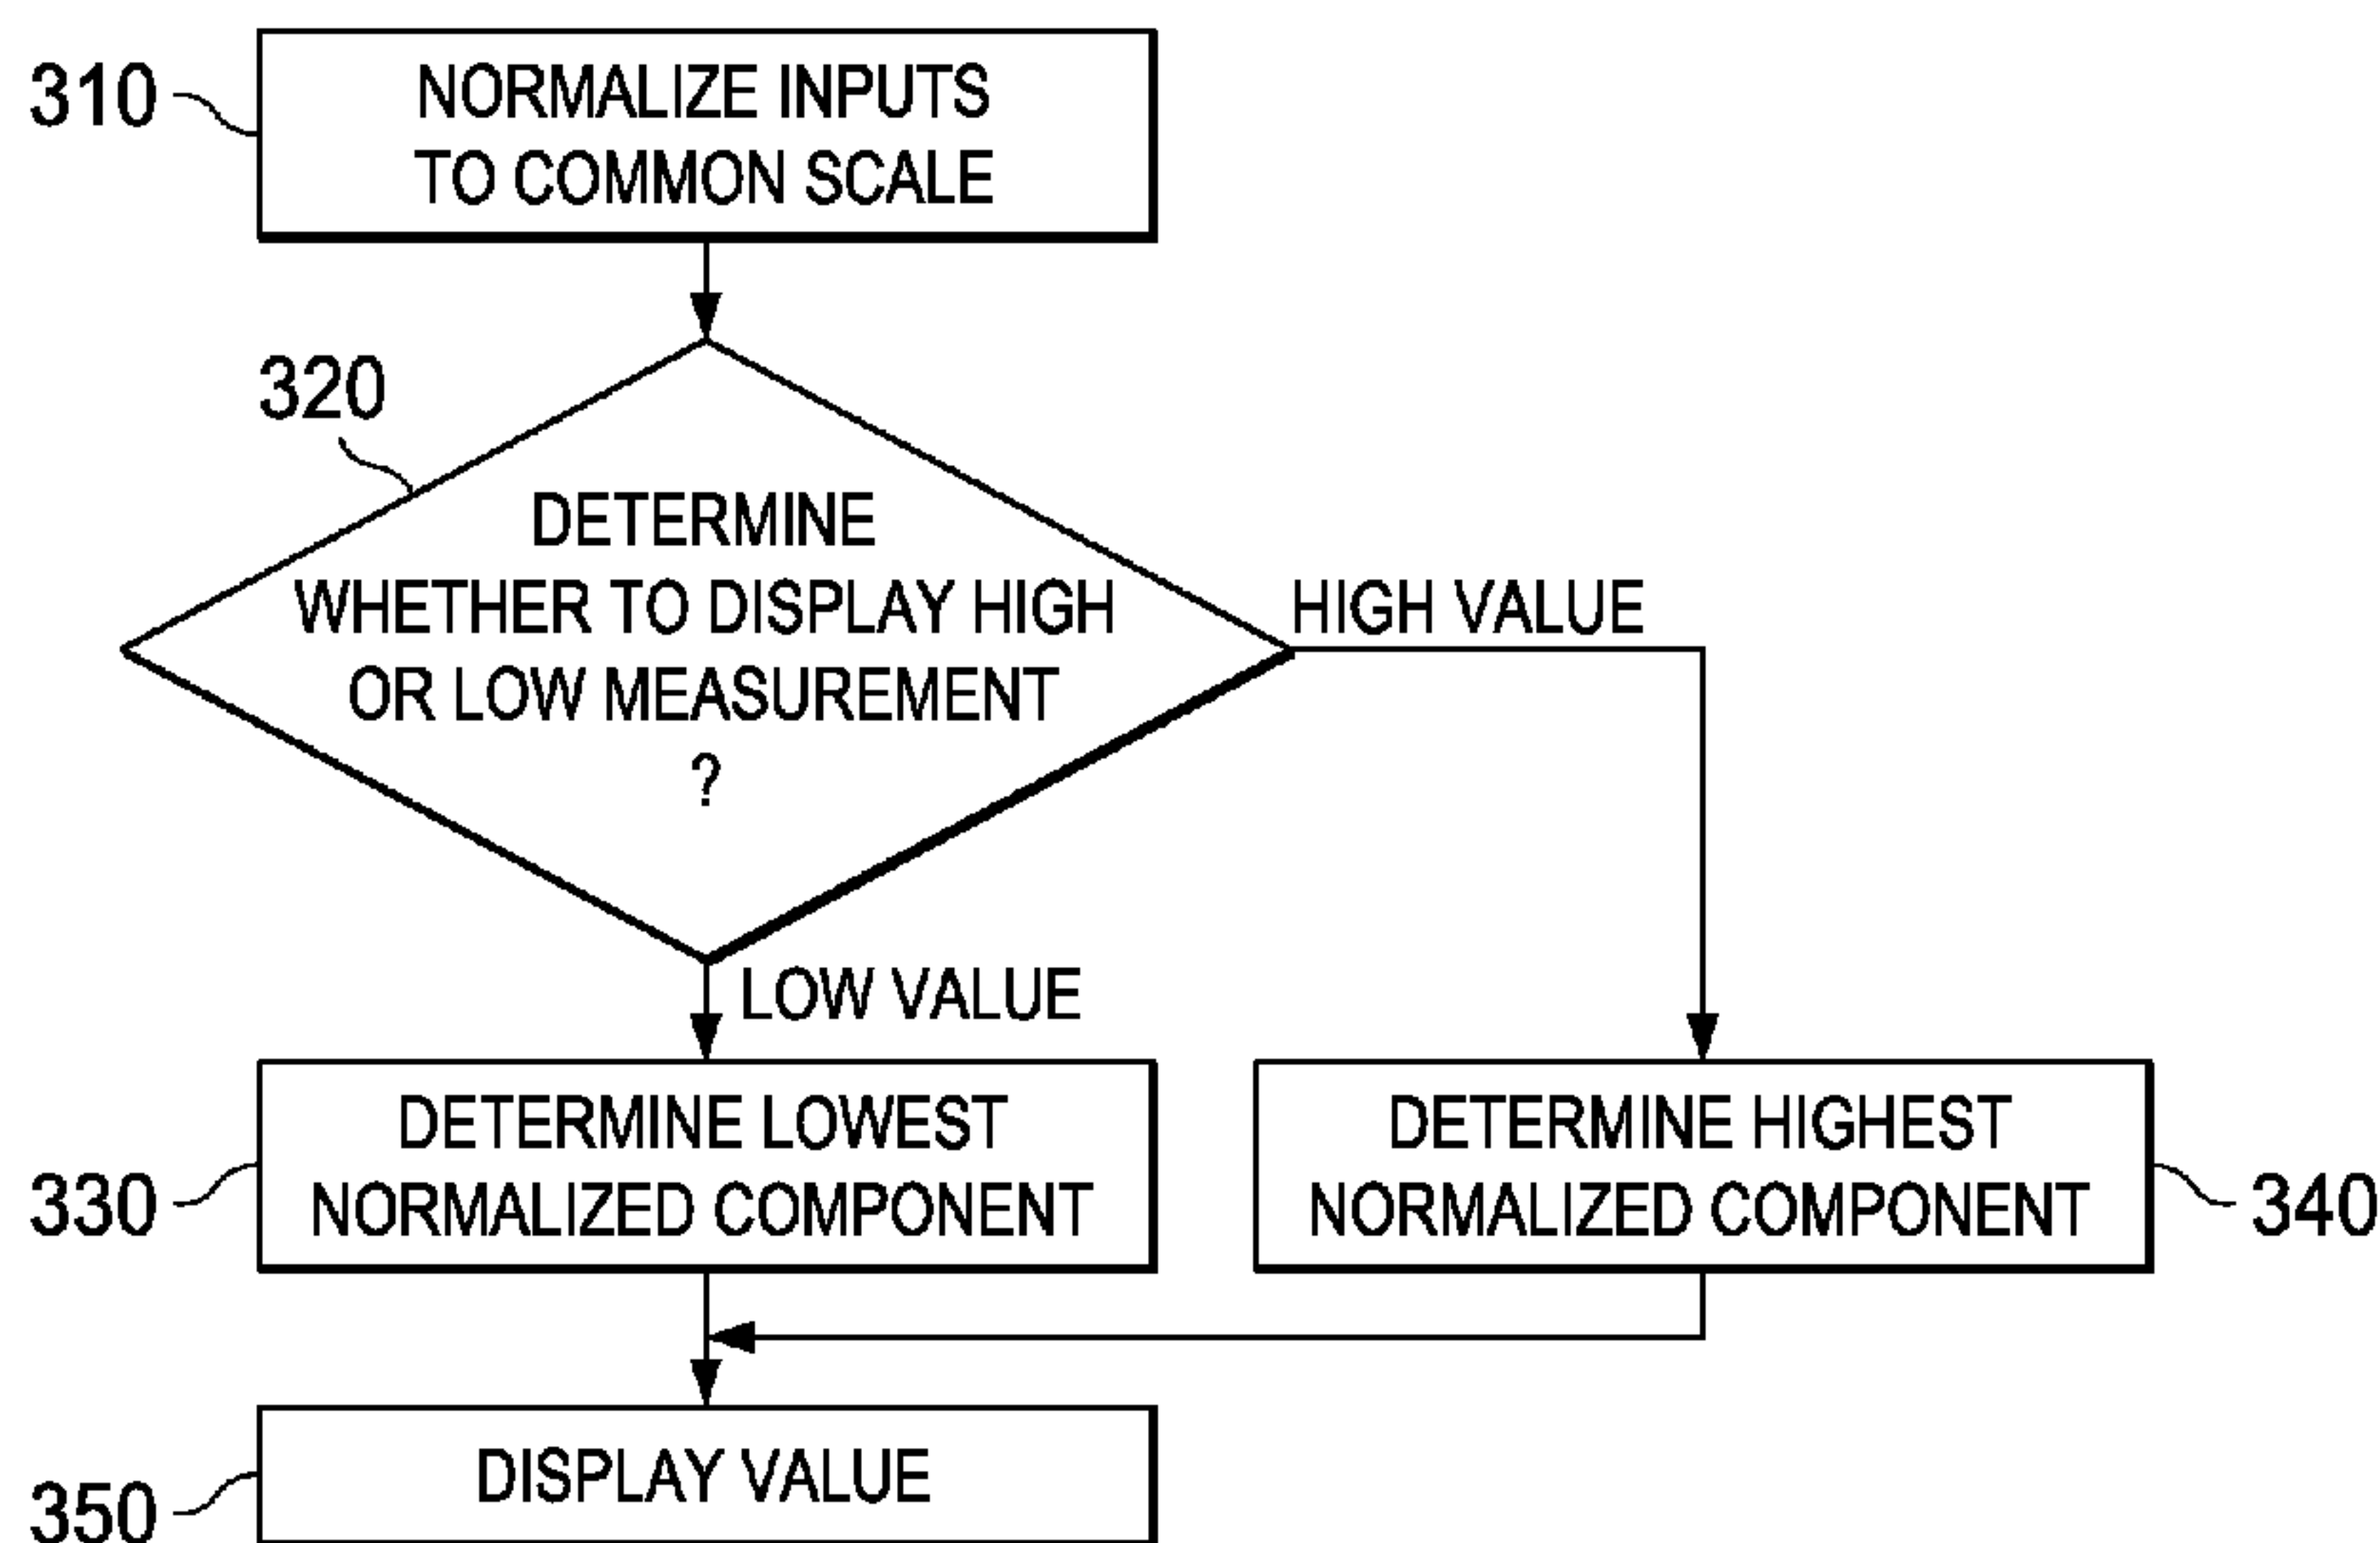 310
NORMALIZE INPUTS
TO COMMON SCALE
320
DETERMINE
WHETHER TO DISPLAY HIGH
OR LOW MEASUREMENT
?
HIGH VALUE
LOW VALUE
330
DETERMINE LOWEST
NORMALIZED COMPONENT
DETERMINE HIGHEST
NORMALIZED COMPONENT
340
350
DISPLAY VALUE